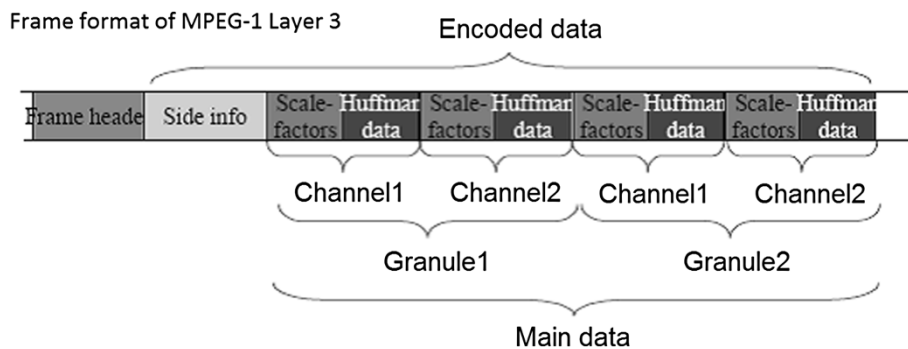 Frame format of MPEG-1 Layer 3
Encoded data
Frame heade
Side info
Scale-
factors
Huffman
data
Scale-
factors
Huffman
data
Scale-
factors
Huffman
data
Scale-
factors
Huffman
data
Channel1
Channel2
Channel1
Channel2
Granule1
Granule2
Main data